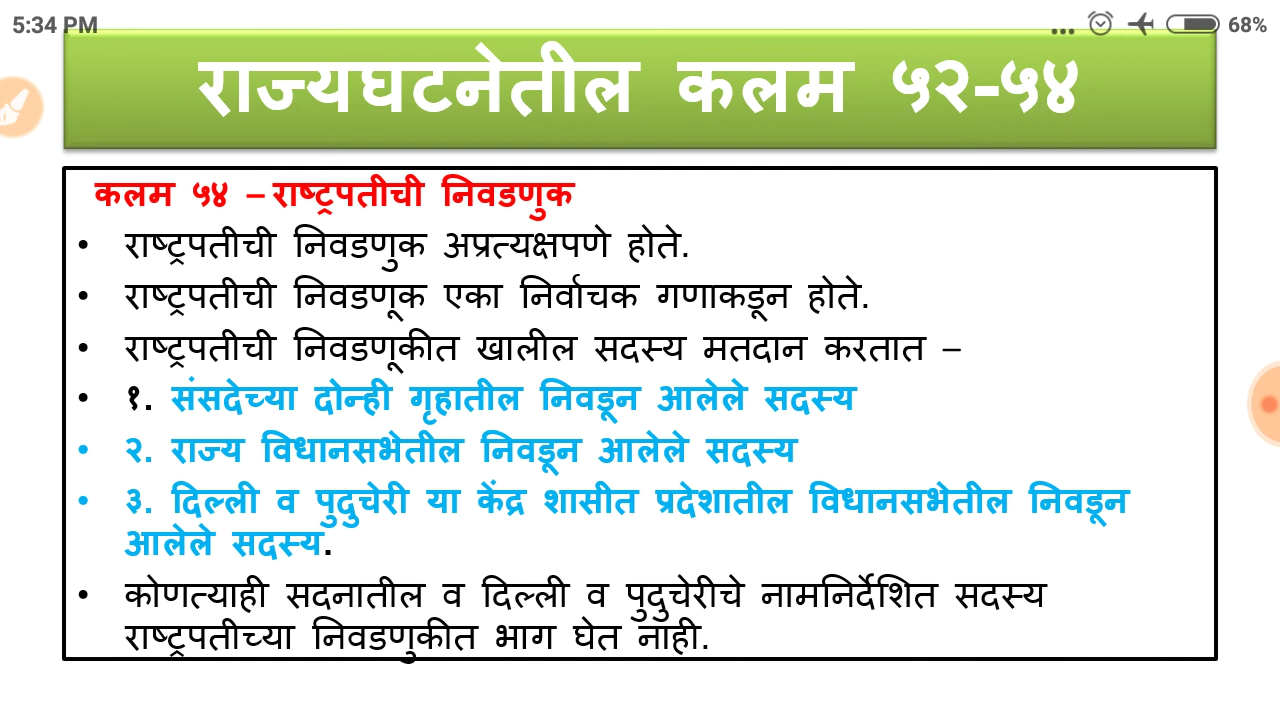 5:34 PM
... 68%
राज्यघटनेतील कलम ५२-५४
कलम ५४ – राष्ट्रपतीची निवडणुक
• राष्ट्रपतीची निवडणुक अप्रत्यक्षपणे होते.
• राष्ट्रपतीची निवडणूक एका निर्वाचक गणाकडून होते.
• राष्ट्रपतीची निवडणूकीत खालील सदस्य मतदान करतात –
• १. संसदेच्या दोन्ही गृहातील निवडून आलेले सदस्य
• २. राज्य विधानसभेतील निवडून आलेले सदस्य
• ३. दिल्ली व पुदुचेरी या केंद्र शासीत प्रदेशातील विधानसभेतील निवडून
आलेले सदस्य.
• कोणत्याही सदनातील व दिल्ली व पुदुचेरीचे नामनिर्देशित सदस्य
राष्ट्रपतीच्या निवडणुकीत भाग घेत नाही.